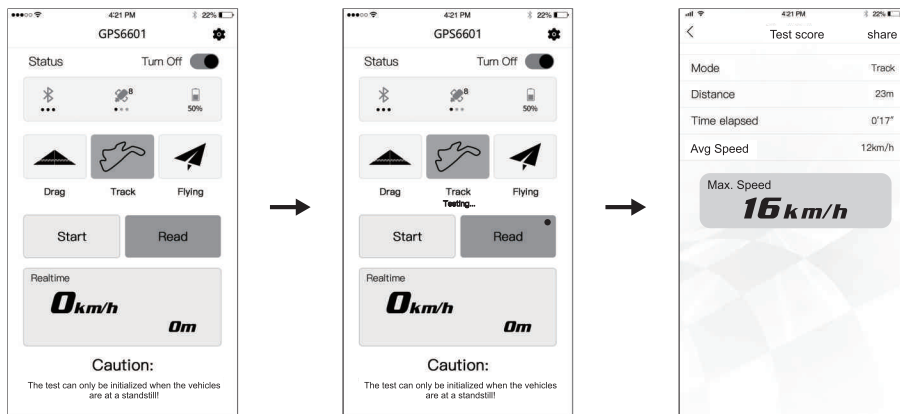 4:21 PM
22%
GPS6601
Status
Turn Off
8
50%
Drag
Track
Flying
Start
Read
Realtime
0km/h
0m
Caution:
The test can only be initialized when the vehicles
are at a standstill!
4:21 PM
22%
GPS6601
Status
Turn Off
8
50%
Drag
Track
Flying
Testing...
Start
Read
Realtime
0km/h
0m
Caution:
The test can only be initialized when the vehicles
are at a standstill!
4:21 PM
22%
Test score
share
Mode
Track
Distance
23m
Time elapsed
0'17"
Avg Speed
12km/h
Max. Speed
16km/h